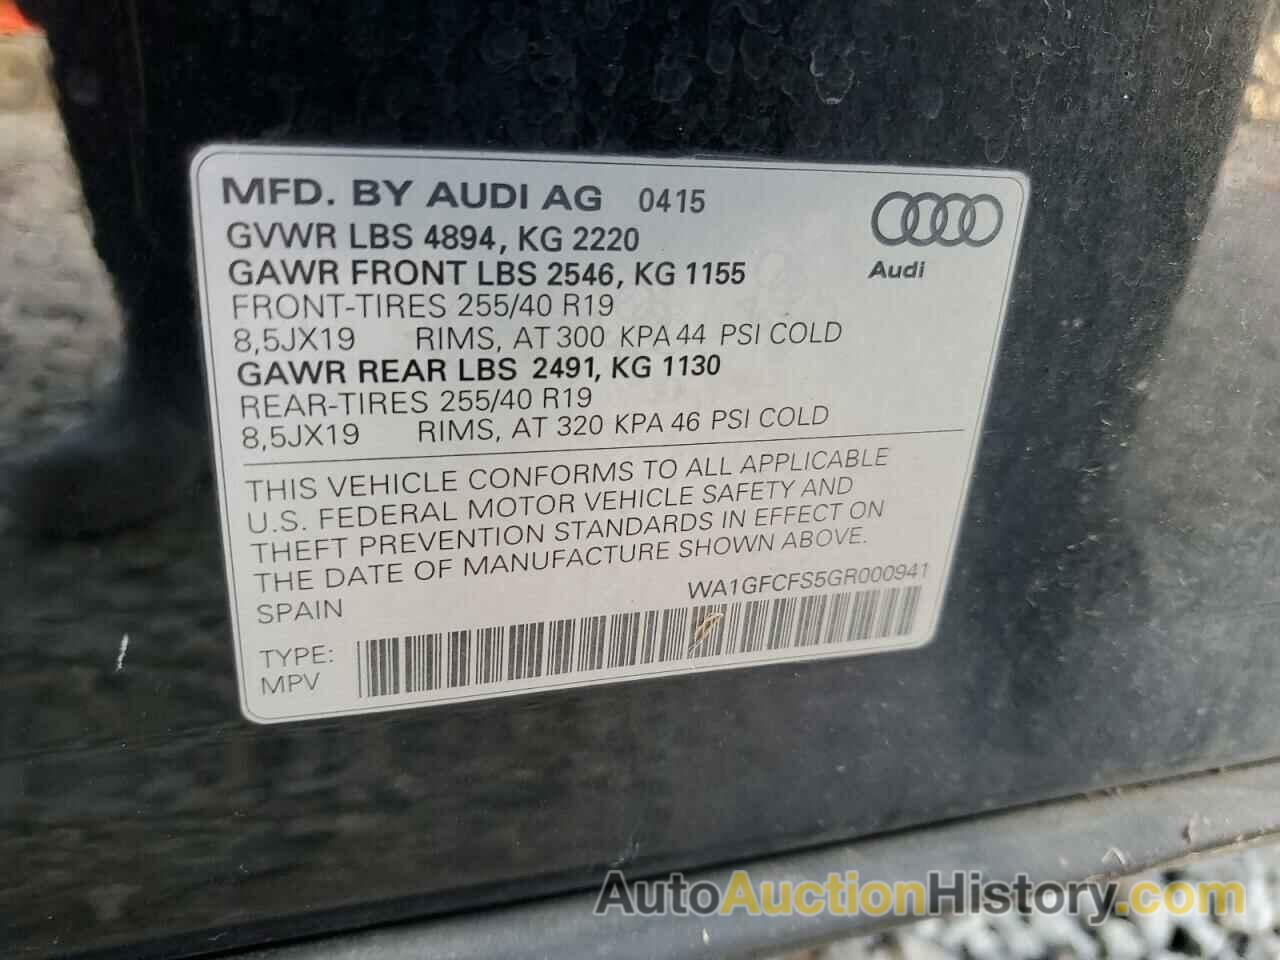 MFD. BY AUDI AG 0415
GVWR LBS 4894, KG 2220
GAWR FRONT LBS 2546, KG 1155
Audi
FRONT-TIRES 255/40 R19
8,5JX19 RIMS, AT 300 KPA 44 PSI COLD
GAWR REAR LBS 2491, KG 1130
REAR-TIRES 255/40 R19
8,5JX19 RIMS, AT 320 KPA 46 PSI COLD
THIS VEHICLE CONFORMS TO ALL APPLICABLE
U.S. FEDERAL MOTOR VEHICLE SAFETY AND
THEFT PREVENTION STANDARDS IN EFFECT ON
THE DATE OF MANUFACTURE SHOWN ABOVE.
SPAIN WA1GFCFS5GR000941
TYPE:
MPV
AutoAuctionHistory.com